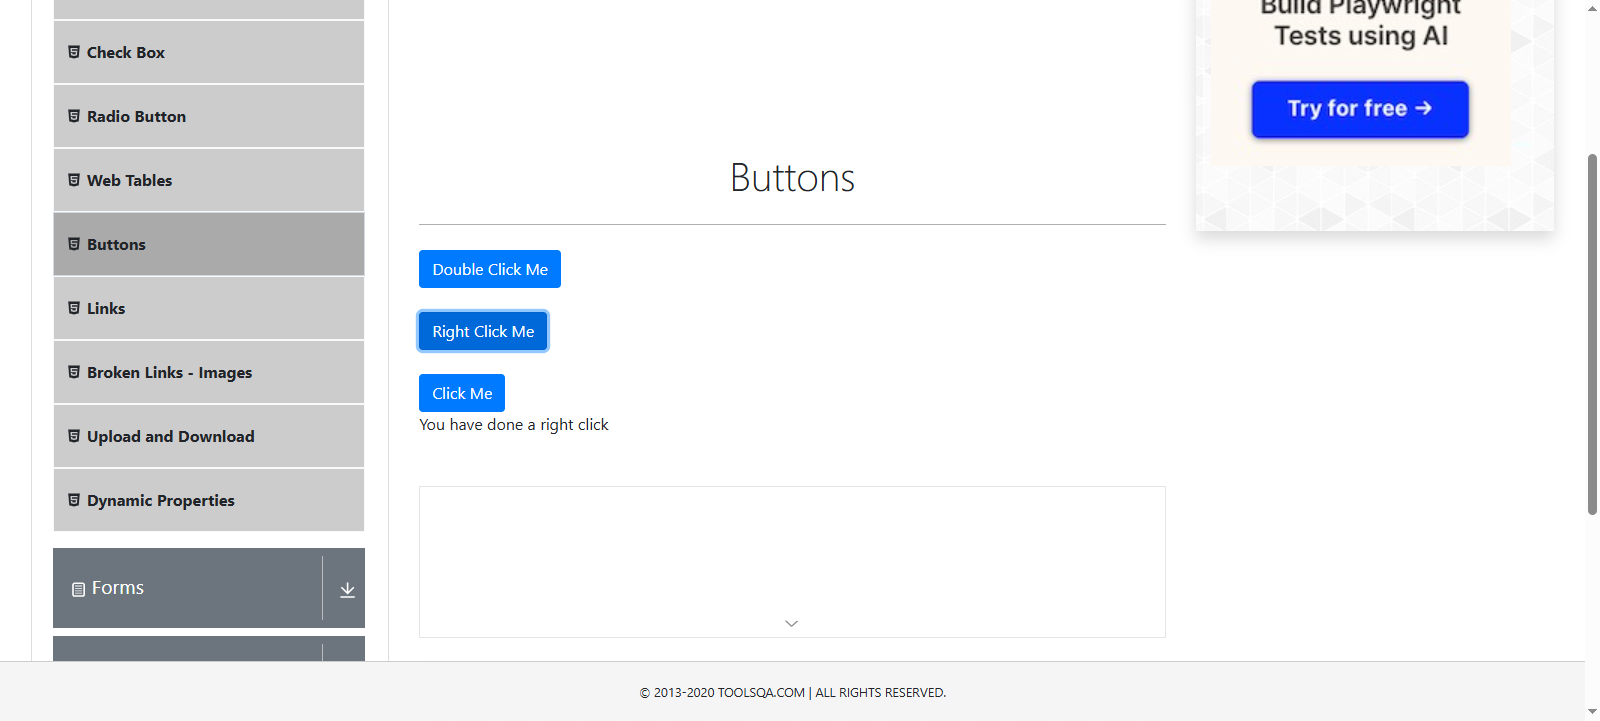 Check Box
Radio Button
Web Tables
Buttons
Links
Broken Links - Images
Upload and Download
Dynamic Properties
Forms
Buttons
Double Click Me
Right Click Me
Click Me
You have done a right click
Build Playwright
Tests using AI
Try for free →
© 2013-2020 TOOLSQA.COM | ALL RIGHTS RESERVED.